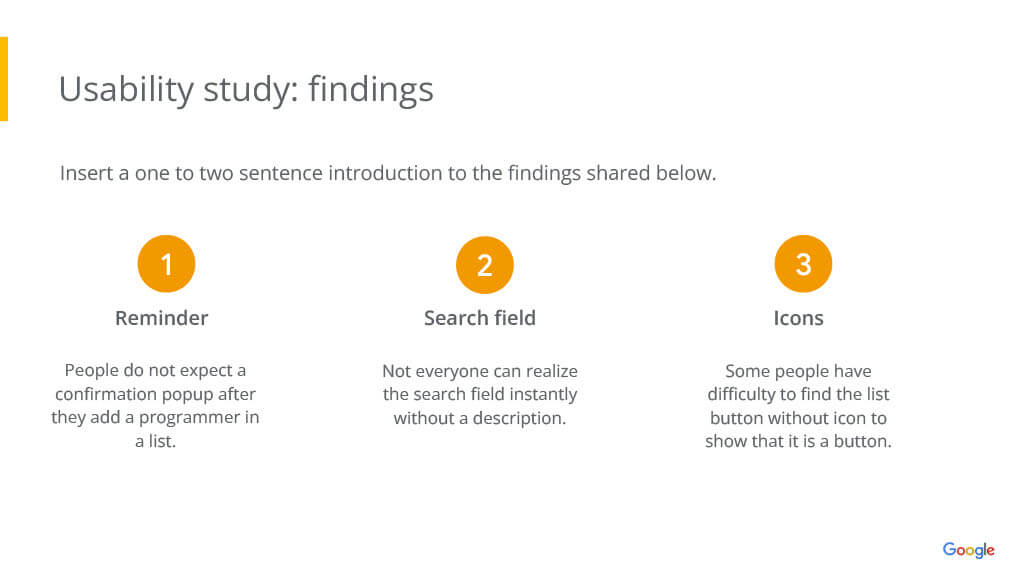 Usability study: findings
Insert a one to two sentence introduction to the findings shared below.
1
Reminder
People do not expect a
confirmation popup after
they add a programmer in
a list.
2
Search field
Not everyone can realize
the search field instantly
without a description.
3
Icons
Some people have
difficulty to find the list
button without icon to
show that it is a button.
Google